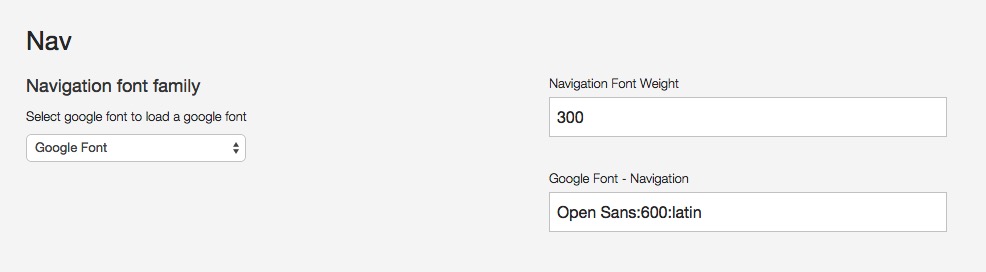 Nav
Navigation font family
Select google font to load a google font
Google Font
Navigation Font Weight
300
Google Font - Navigation
Open Sans:600:latin